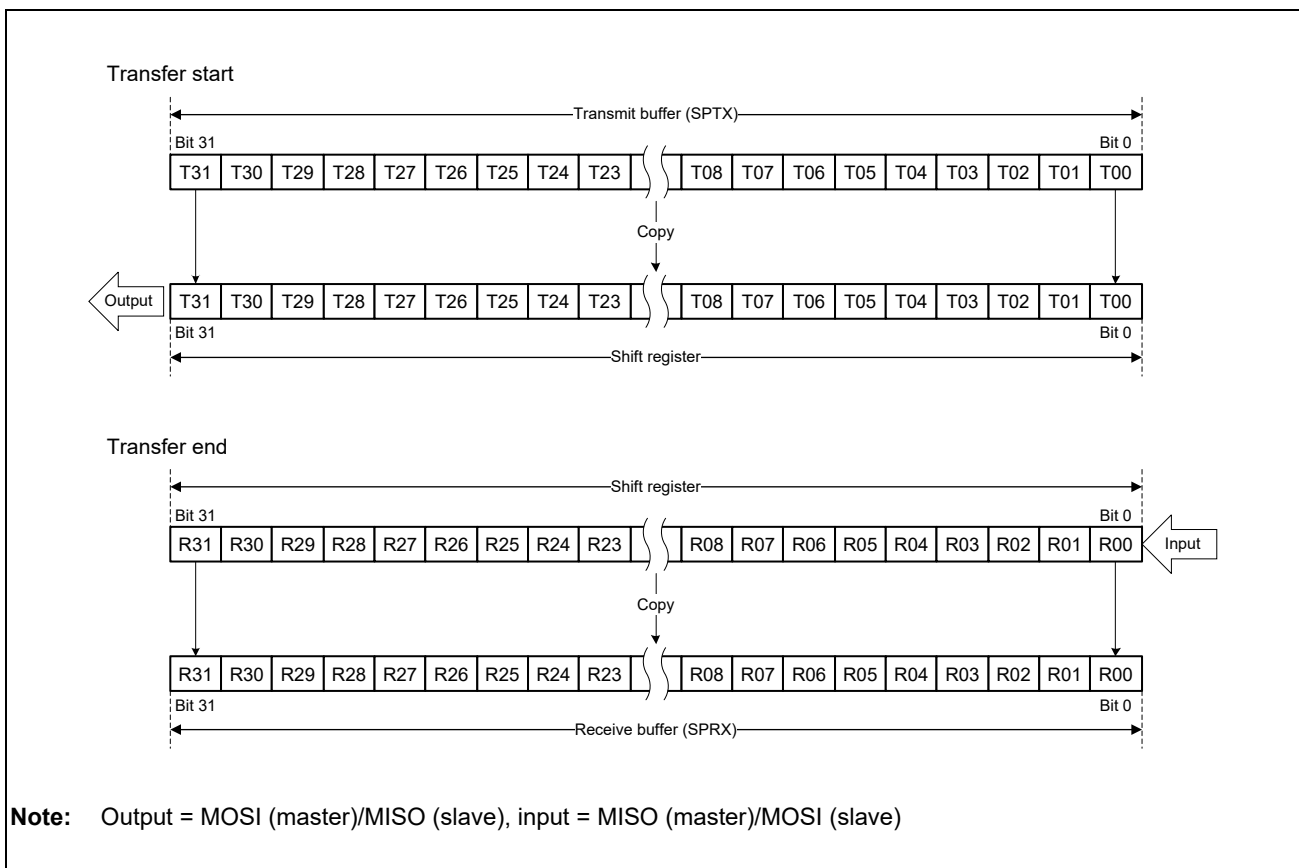 Transfer start
Transmit buffer (SPTX)
Bit 31 Bit 0
T31 T30 T29 T28 T27 T26 T25 T24 T23 T08 T07 T06 T05 T04 T03 T02 T01 T00
Copy
Output T31 T30 T29 T28 T27 T26 T25 T24 T23 T08 T07 T06 T05 T04 T03 T02 T01 T00
Bit 31 Bit 0
Shift register
Transfer end
Shift register
Bit 31 Bit 0
R31 R30 R29 R28 R27 R26 R25 R24 R23 R08 R07 R06 R05 R04 R03 R02 R01 R00 Input
Copy
R31 R30 R29 R28 R27 R26 R25 R24 R23 R08 R07 R06 R05 R04 R03 R02 R01 R00
Bit 31 Bit 0
Receive buffer (SPRX)
Note: Output = MOSI (master)/MISO (slave), input = MISO (master)/MOSI (slave)